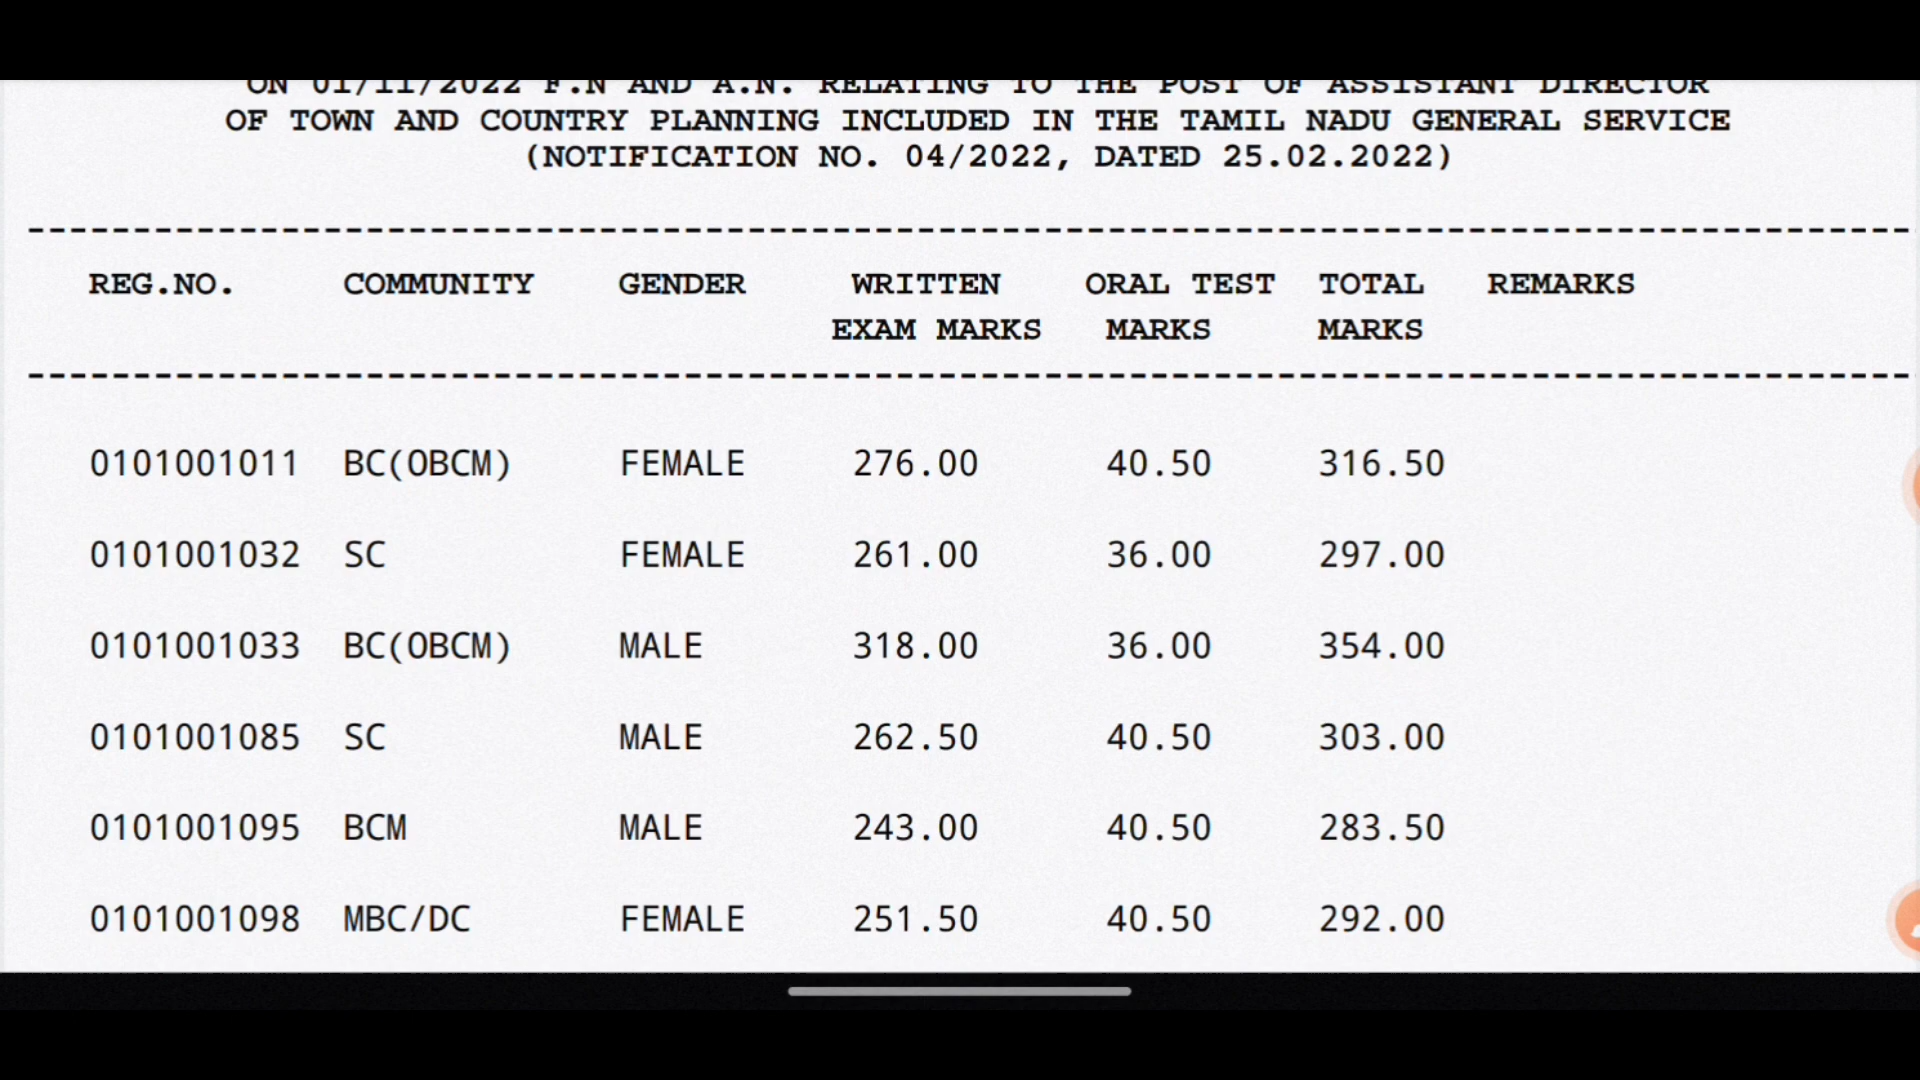 ON 01/11/2022 F.N AND A.N. RELATING TO THE POST OF ASSISTANT DIRECTOR
OF TOWN AND COUNTRY PLANNING INCLUDED IN THE TAMIL NADU GENERAL SERVICE
(NOTIFICATION NO. 04/2022, DATED 25.02.2022)
REG.NO. COMMUNITY GENDER WRITTEN ORAL TEST TOTAL REMARKS
EXAM MARKS MARKS MARKS
0101001011 BC(OBCM) FEMALE 276.00 40.50 316.50
0101001032 SC FEMALE 261.00 36.00 297.00
0101001033 BC(OBCM) MALE 318.00 36.00 354.00
0101001085 SC MALE 262.50 40.50 303.00
0101001095 BCM MALE 243.00 40.50 283.50
0101001098 MBC/DC FEMALE 251.50 40.50 292.00